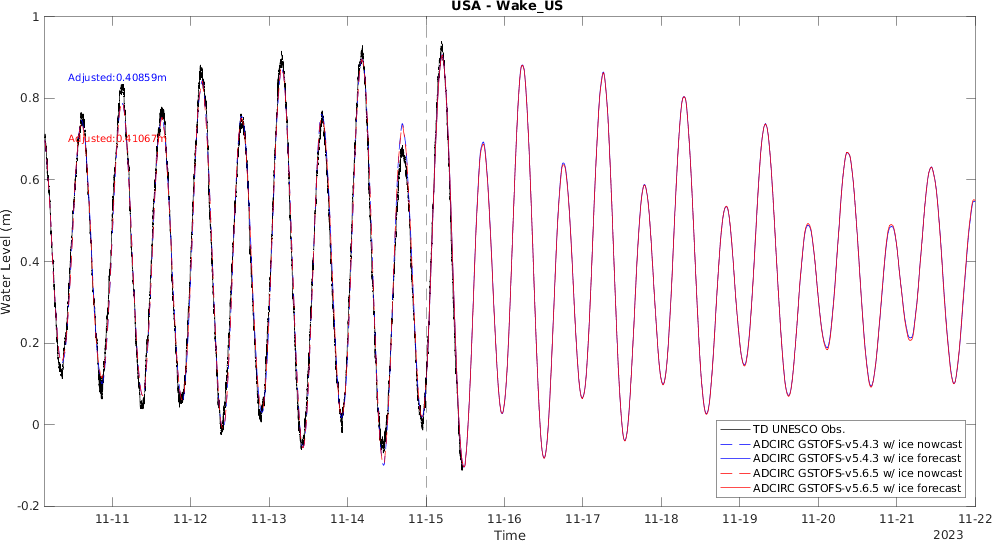 USA - Wake_US
1
0.8
0.6
0.4
0.2
0
-0.2
Water Level (m)
Adjusted:0.40859m
Adjusted:0.41067m
TD UNESCO Obs.
ADCIRC GSTOFS-v5.4.3 w/ ice nowcast
ADCIRC GSTOFS-v5.4.3 w/ ice forecast
ADCIRC GSTOFS-v5.6.5 w/ ice nowcast
ADCIRC GSTOFS-v5.6.5 w/ ice forecast
11-11 11-12 11-13 11-14 11-15 11-16 11-17 11-18 11-19 11-20 11-21 11-22
Time
2023